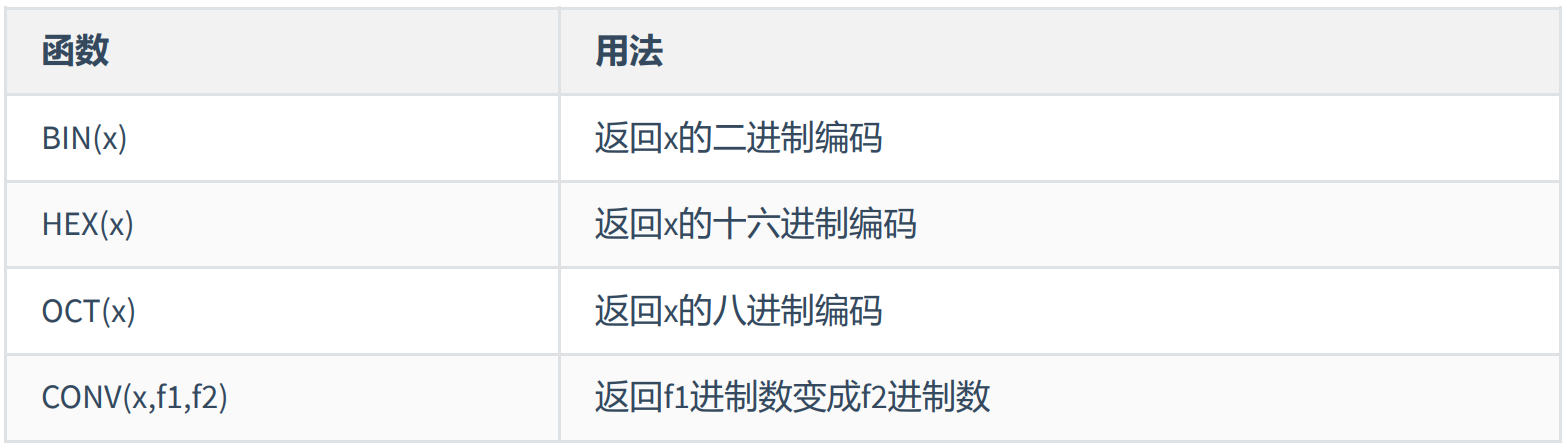 函数 用法
BIN(x) 返回x的二进制编码
HEX(x) 返回x的十六进制编码
OCT(x) 返回x的八进制编码
CONV(x,f1,f2) 返回f1进制数变成f2进制数